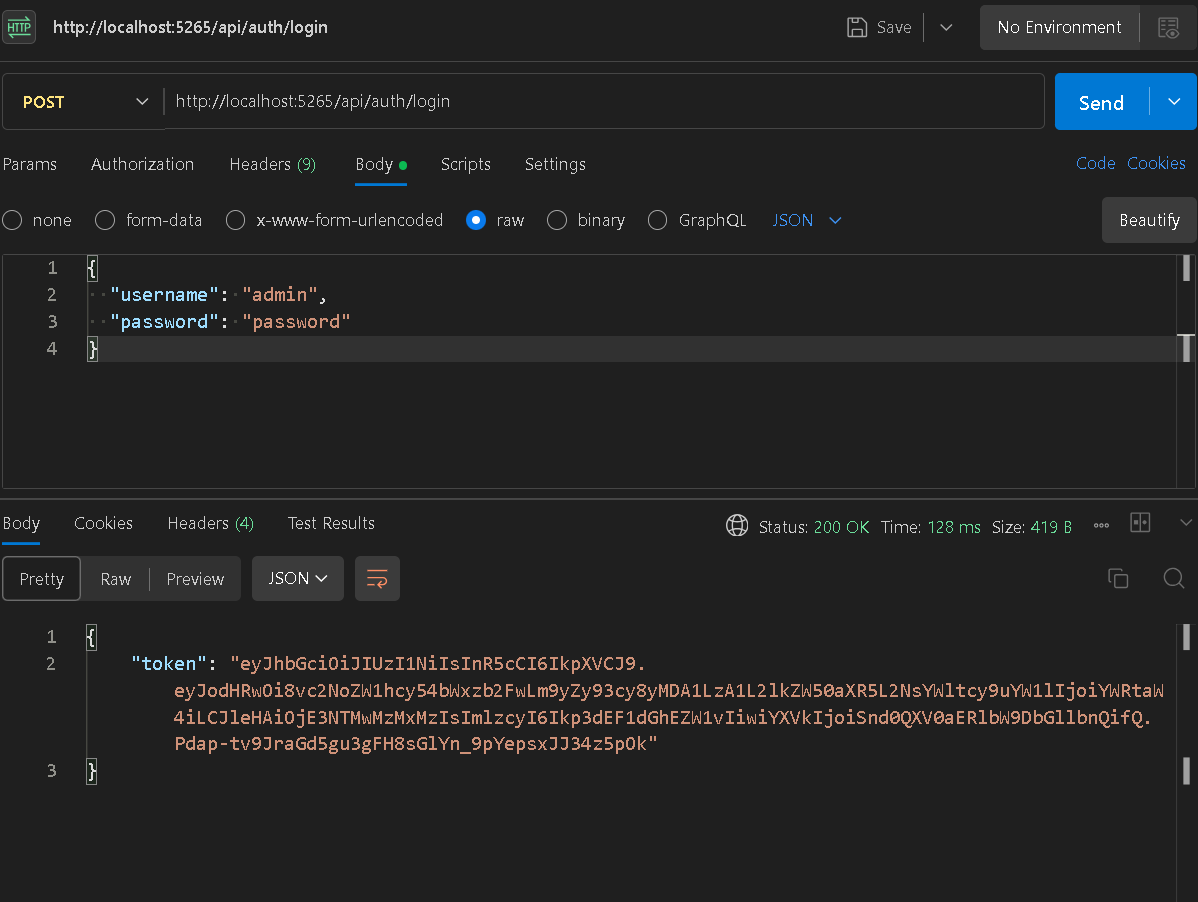 HTTP http://localhost:5265/api/auth/login Save No Environment
POST http://localhost:5265/api/auth/login Send
Params Authorization Headers (9) Body Scripts Settings Code Cookies
none form-data x-www-form-urlencoded raw binary GraphQL JSON Beautify
1 {
2 "username": "admin",
3 "password": "password"
4 }
Body Cookies Headers (4) Test Results Status: 200 OK Time: 128 ms Size: 419 B
Pretty Raw Preview JSON
1 {
2 "token": "eyJhbGciOiJIUzI1NiIsInR5cCI6IkpXVCJ9.
eyJodHRwOi8vc2NoZW1hcy54bWxzb2FwLm9yZy93cy8yMDA1LzA1L2lkZW50aXR5L2NsYWltcy9uYW1lIjoiYWRtaW
4iLCJleHAiOjE3NTMwMzMxMzIsImlzcyI6Ikp3dEF1dGhEZW1vIiwiYXVkIjoiSnd0QXV0aERlbW9DbGllbnQifQ.
Pdap-tv9JraGd5gu3gFH8sGlYn_9pYepsxJJ34z5pOk"
3 }